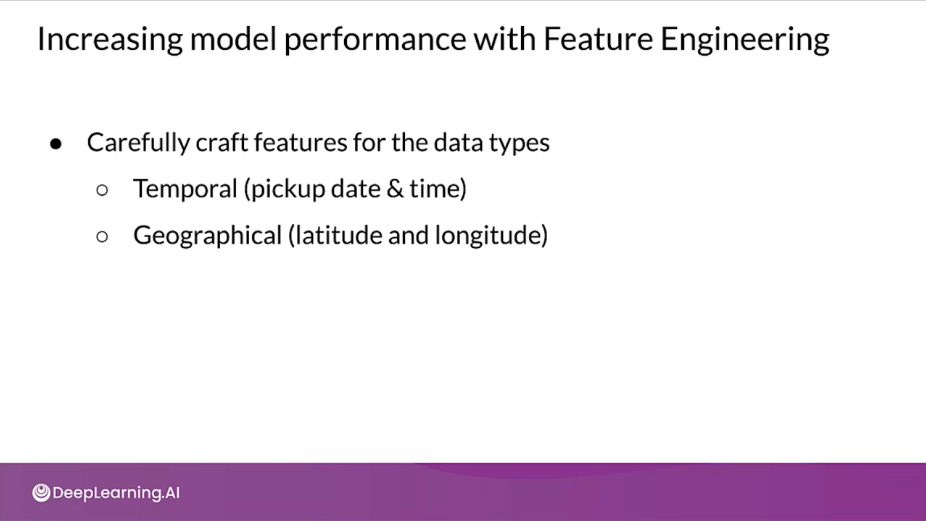 Increasing model performance with Feature Engineering
● Carefully craft features for the data types
○ Temporal (pickup date & time)
○ Geographical (latitude and longitude)
DeepLearning.AI